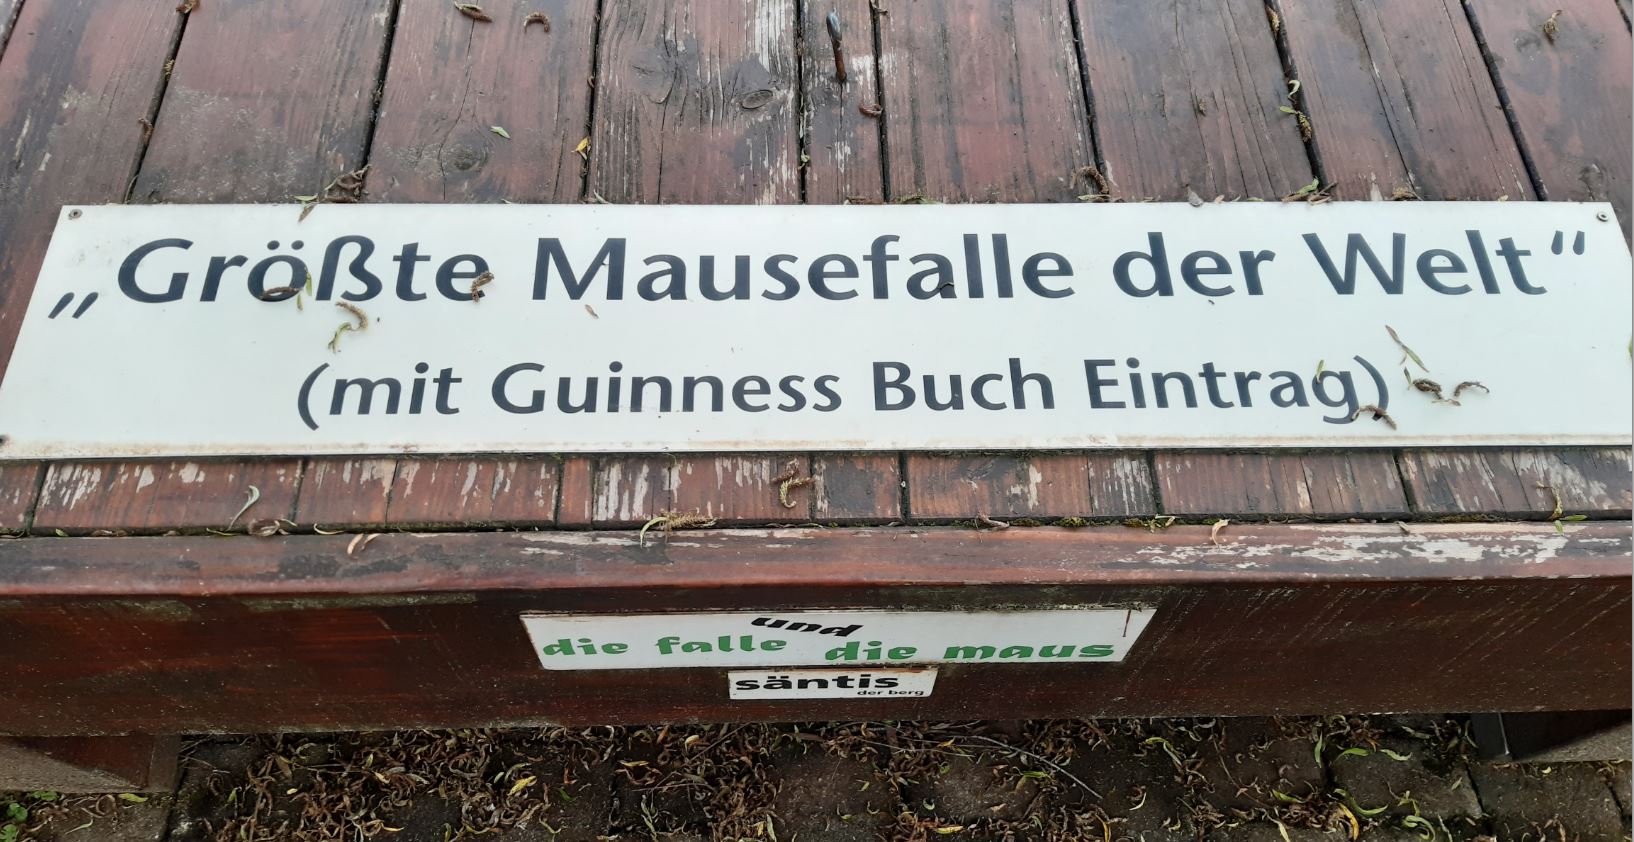 „Größte Mausefalle der Welt“
(mit Guinness Buch Eintrag)
die falle und die maus
säntis
der berg